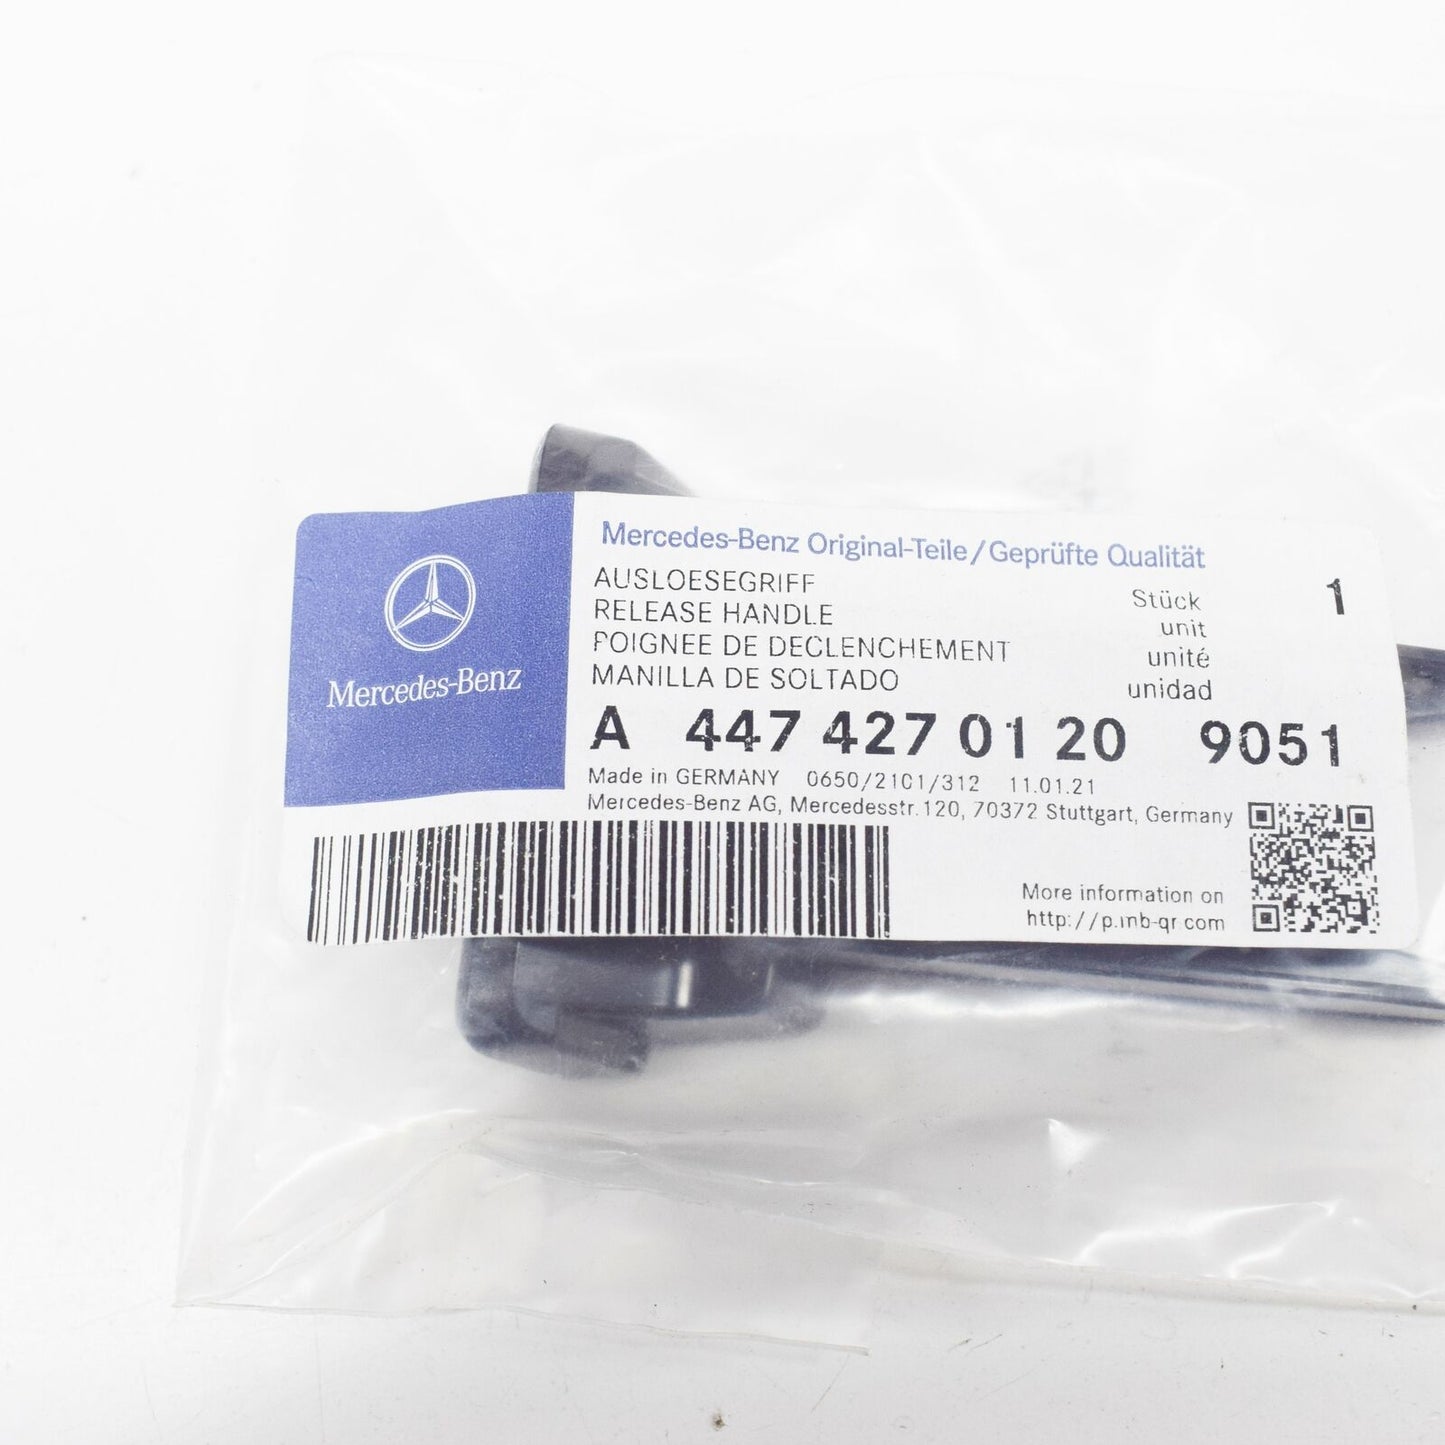 Mercedes-Benz
Mercedes-Benz Original-Teile/Geprüfte Qualität
AUSLOESEGRIFF
RELEASE HANDLE
POIGNEE DE DECLENCHEMENT
MANILLA DE SOLTADO
Stück 1
unit
unité
unidad
A 447 427 01 20 9051
Made in GERMANY 0650/2101/312 11.01.21
Mercedes-Benz AG, Mercedesstr.120, 70372 Stuttgart, Germany
More information on
http://p.mb-qr.com